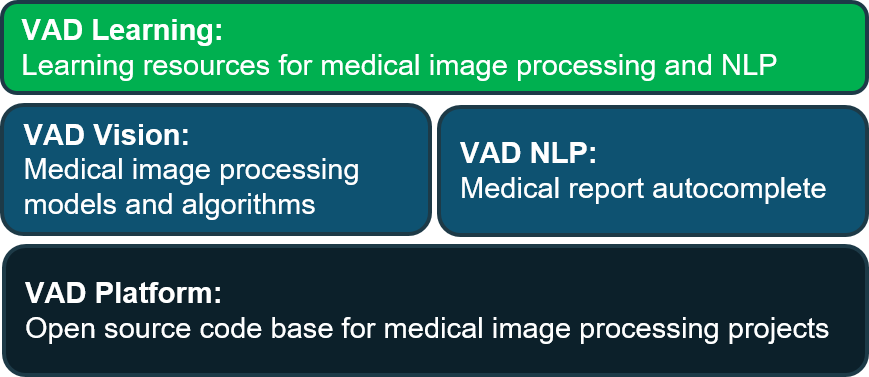 VAD Learning:
Learning resources for medical image processing and NLP
VAD Vision:
Medical image processing
models and algorithms
VAD NLP:
Medical report autocomplete
VAD Platform:
Open source code base for medical image processing projects